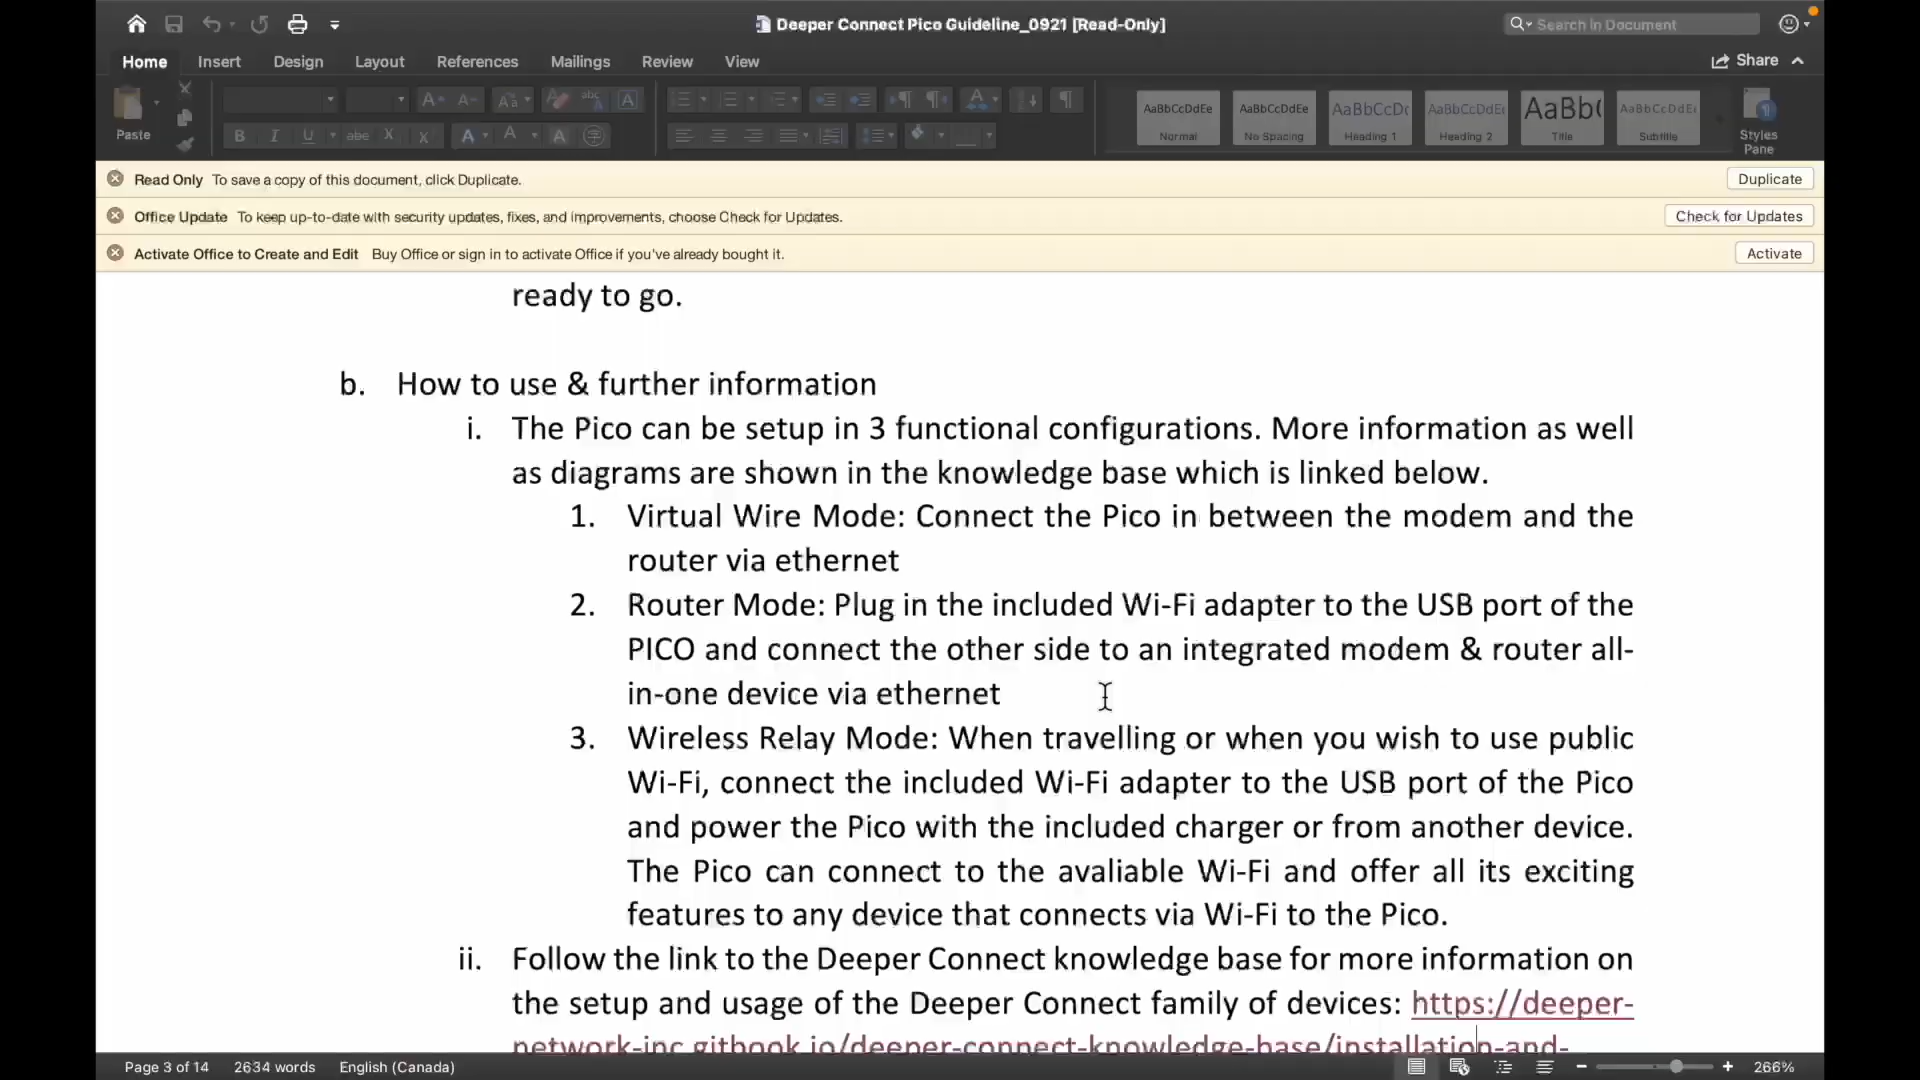 Deeper Connect Pico Guideline_0921 [Read-Only]
Search in Document
Home Insert Design Layout References Mailings Review View
Share
Paste
AaBbCcDdEe AaBbCcDdEe AaBbCcDc AaBbCcDdEe AaBb( AaBbCcDdEe
Normal No Spacing Heading 1 Heading 2 Title Subtitle
Styles
Pane
Read Only To save a copy of this document, click Duplicate.
Duplicate
Office Update To keep up-to-date with security updates, fixes, and improvements, choose Check for Updates.
Check for Updates
Activate Office to Create and Edit Buy Office or sign in to activate Office if you've already bought it.
Activate
ready to go.
b. How to use & further information
i. The Pico can be setup in 3 functional configurations. More information as well
as diagrams are shown in the knowledge base which is linked below.
1. Virtual Wire Mode: Connect the Pico in between the modem and the
router via ethernet
2. Router Mode: Plug in the included Wi-Fi adapter to the USB port of the
PICO and connect the other side to an integrated modem & router all-
in-one device via ethernet
3. Wireless Relay Mode: When travelling or when you wish to use public
Wi-Fi, connect the included Wi-Fi adapter to the USB port of the Pico
and power the Pico with the included charger or from another device.
The Pico can connect to the avaliable Wi-Fi and offer all its exciting
features to any device that connects via Wi-Fi to the Pico.
ii. Follow the link to the Deeper Connect knowledge base for more information on
the setup and usage of the Deeper Connect family of devices: https://deeper-
network-inc.gitbook.io/deeper-connect-knowledge-base/installation-and-
Page 3 of 14 2634 words English (Canada)
266%